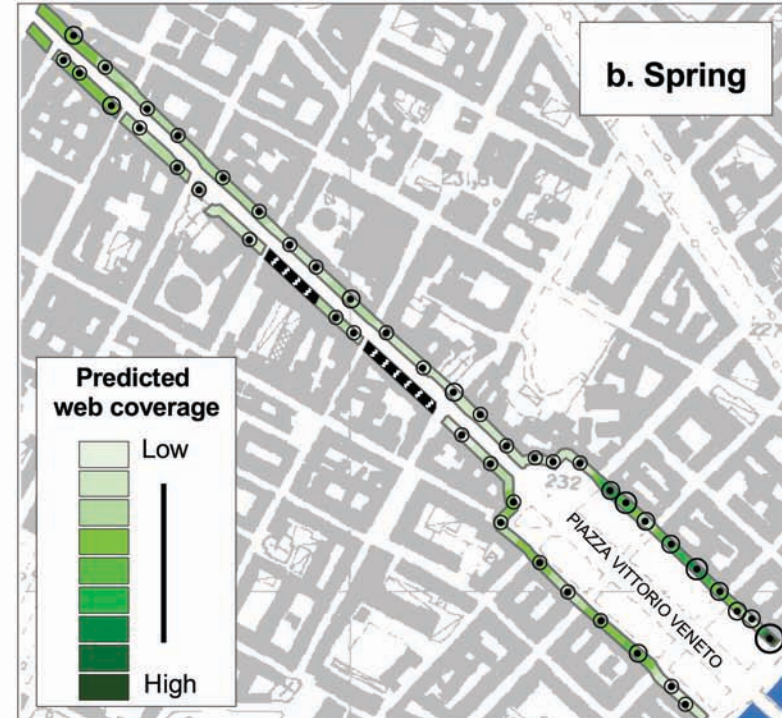 b. Spring
Predicted
web coverage
Low
High
232
PIAZZA VITTORIO VENETO